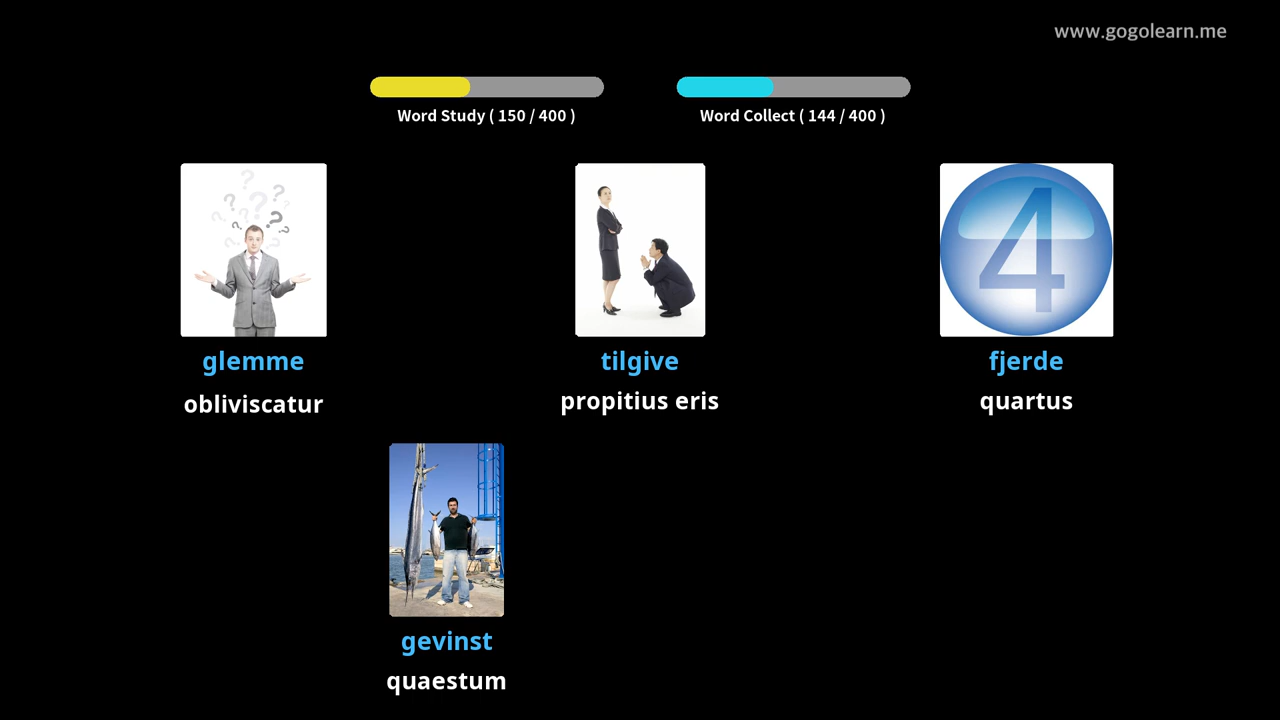 www.gogolearn.me
Word Study ( 150 / 400 )
Word Collect ( 144 / 400 )
4
glemme
tilgive
fjerde
obliviscatur
propitius eris
quartus
gevinst
quaestum